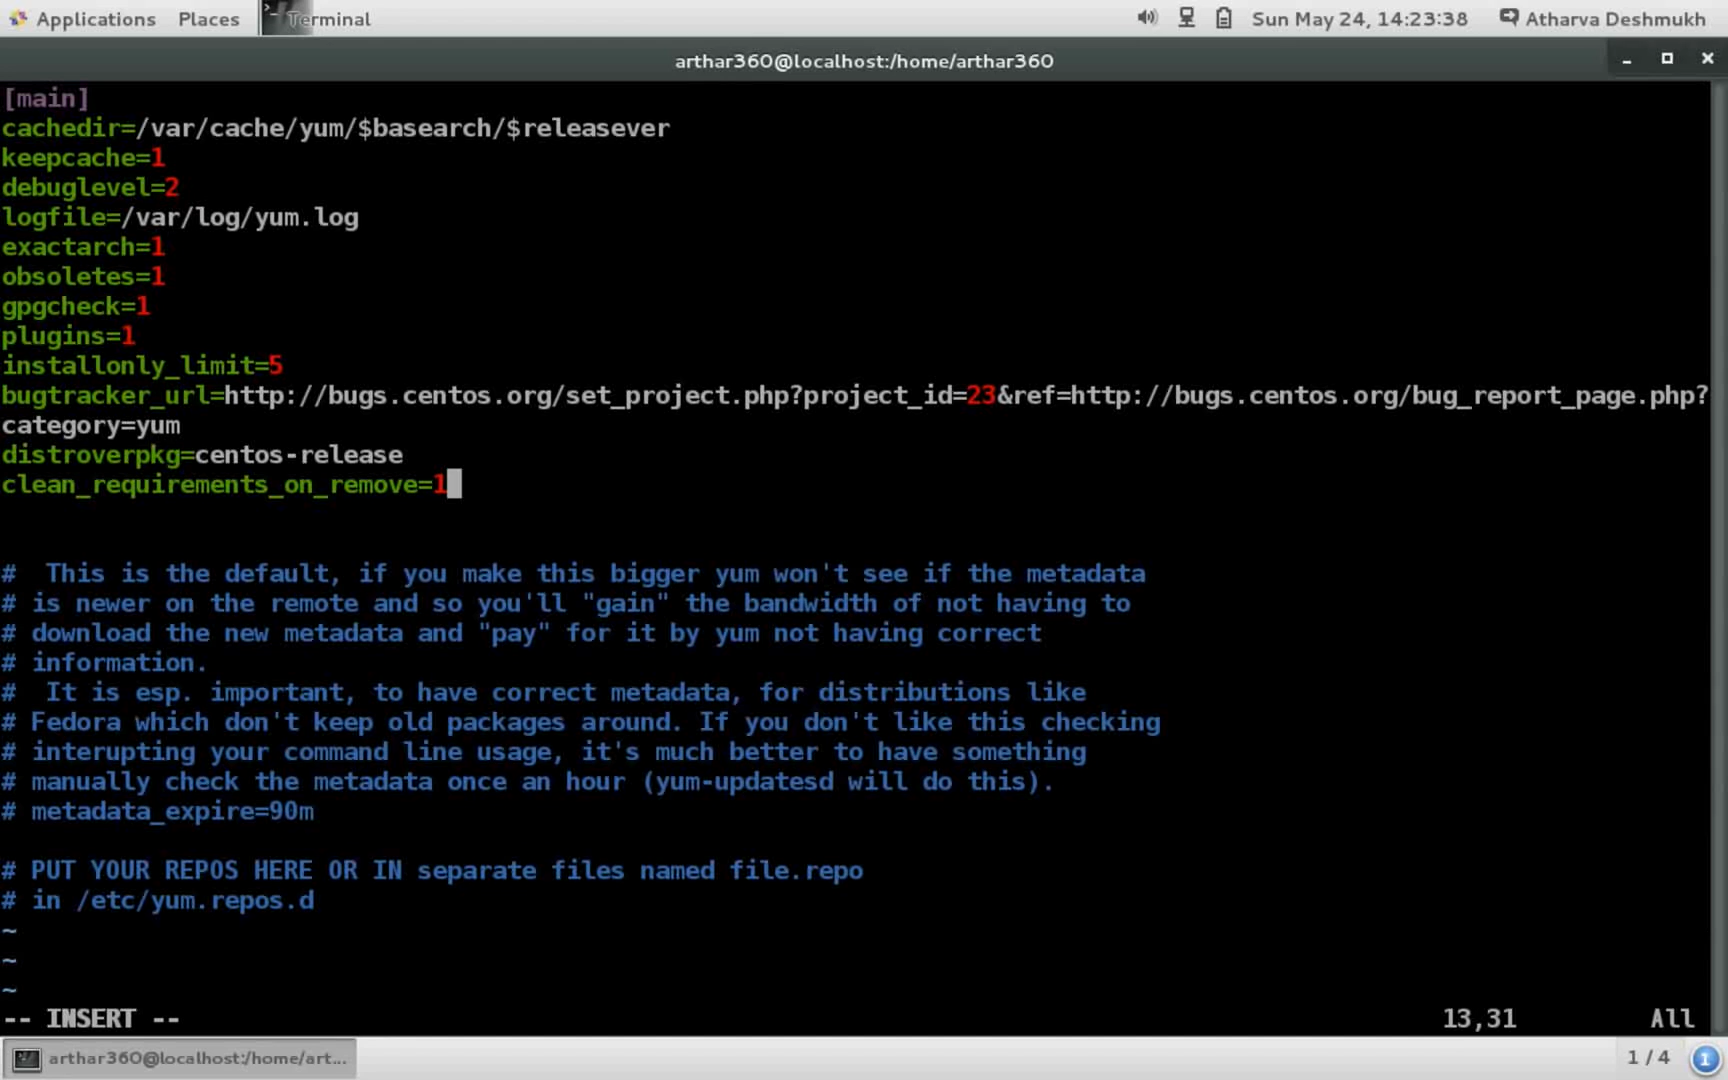 Applications Places Terminal Sun May 24, 14:23:38 Atharva Deshmukh
arthar360@localhost:/home/arthar360
[main]
cachedir=/var/cache/yum/$basearch/$releasever
keepcache=1
debuglevel=2
logfile=/var/log/yum.log
exactarch=1
obsoletes=1
gpgcheck=1
plugins=1
installonly_limit=5
bugtracker_url=http://bugs.centos.org/set_project.php?project_id=23&ref=http://bugs.centos.org/bug_report_page.php?
category=yum
distroverpkg=centos-release
clean_requirements_on_remove=1
#  This is the default, if you make this bigger yum won't see if the metadata
# is newer on the remote and so you'll "gain" the bandwidth of not having to
# download the new metadata and "pay" for it by yum not having correct
# information.
#  It is esp. important, to have correct metadata, for distributions like
# Fedora which don't keep old packages around. If you don't like this checking
# interupting your command line usage, it's much better to have something
# manually check the metadata once an hour (yum-updatesd will do this).
# metadata_expire=90m
# PUT YOUR REPOS HERE OR IN separate files named file.repo
# in /etc/yum.repos.d
~
~
~
-- INSERT -- 13,31 All
arthar360@localhost:/home/art... 1 / 4 1